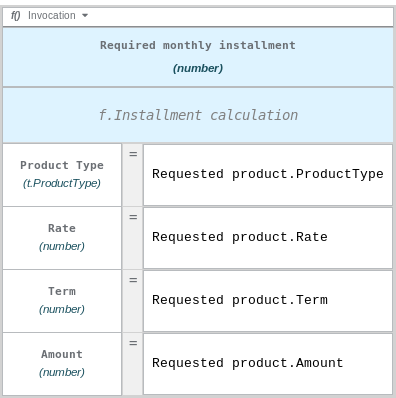 f() Invocation
Required monthly installment
(number)
f.Installment calculation
Product Type
(t.ProductType)
=
Requested product.ProductType
Rate
(number)
=
Requested product.Rate
Term
(number)
=
Requested product.Term
Amount
(number)
=
Requested product.Amount